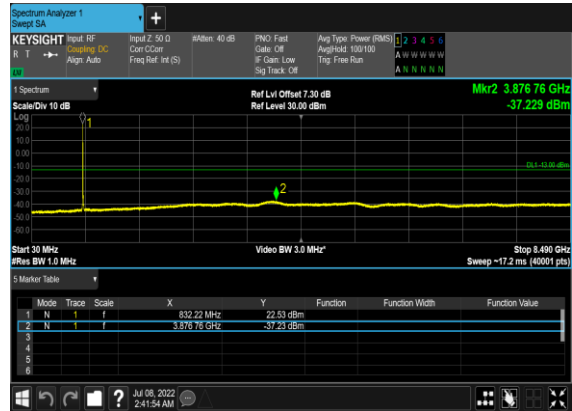 Spectrum Analyzer 1
Swept SA
KEYSIGHT Input: RF Input Z: 50 Ω #Atten: 40 dB PNO: Fast Avg Type: Power (RMS) 1 2 3 4 5 6
R T Coupling: DC Corr CCorr Gate: Off Avg|Hold: 100/100 A W W W W W
Align: Auto Freq Ref: Int (S) IF Gain: Low Trig: Free Run
LW Sig Track: Off A N N N N N
1 Spectrum Ref Lvl Offset 7.30 dB Mkr2 3.876 76 GHz
Scale/Div 10 dB Ref Level 30.00 dBm -37.229 dBm
Log
20.0
10.0
0.00
-10.0
-20.0
-30.0
-40.0
-50.0
-60.0
1
DL1 -13.00 dBm
2
Start 30 MHz Video BW 3.0 MHz* Stop 8.490 GHz
#Res BW 1.0 MHz Sweep ~17.2 ms (40001 pts)
5 Marker Table
Mode Trace Scale X Y Function Function Width Function Value
1 N 1 f 832.22 MHz 22.53 dBm
2 N 1 f 3.876 76 GHz -37.23 dBm
3
4
5
6
? Jul 08, 2022
2:41:54 AM